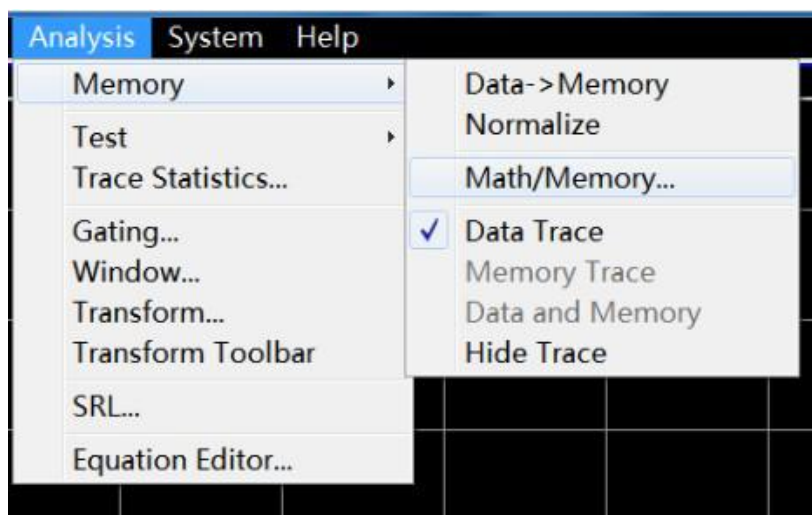 Analysis System Help
Memory
Test
Trace Statistics...
Gating...
Window...
Transform...
Transform Toolbar
SRL...
Equation Editor...
Data->Memory
Normalize
Math/Memory...
Data Trace
Memory Trace
Data and Memory
Hide Trace